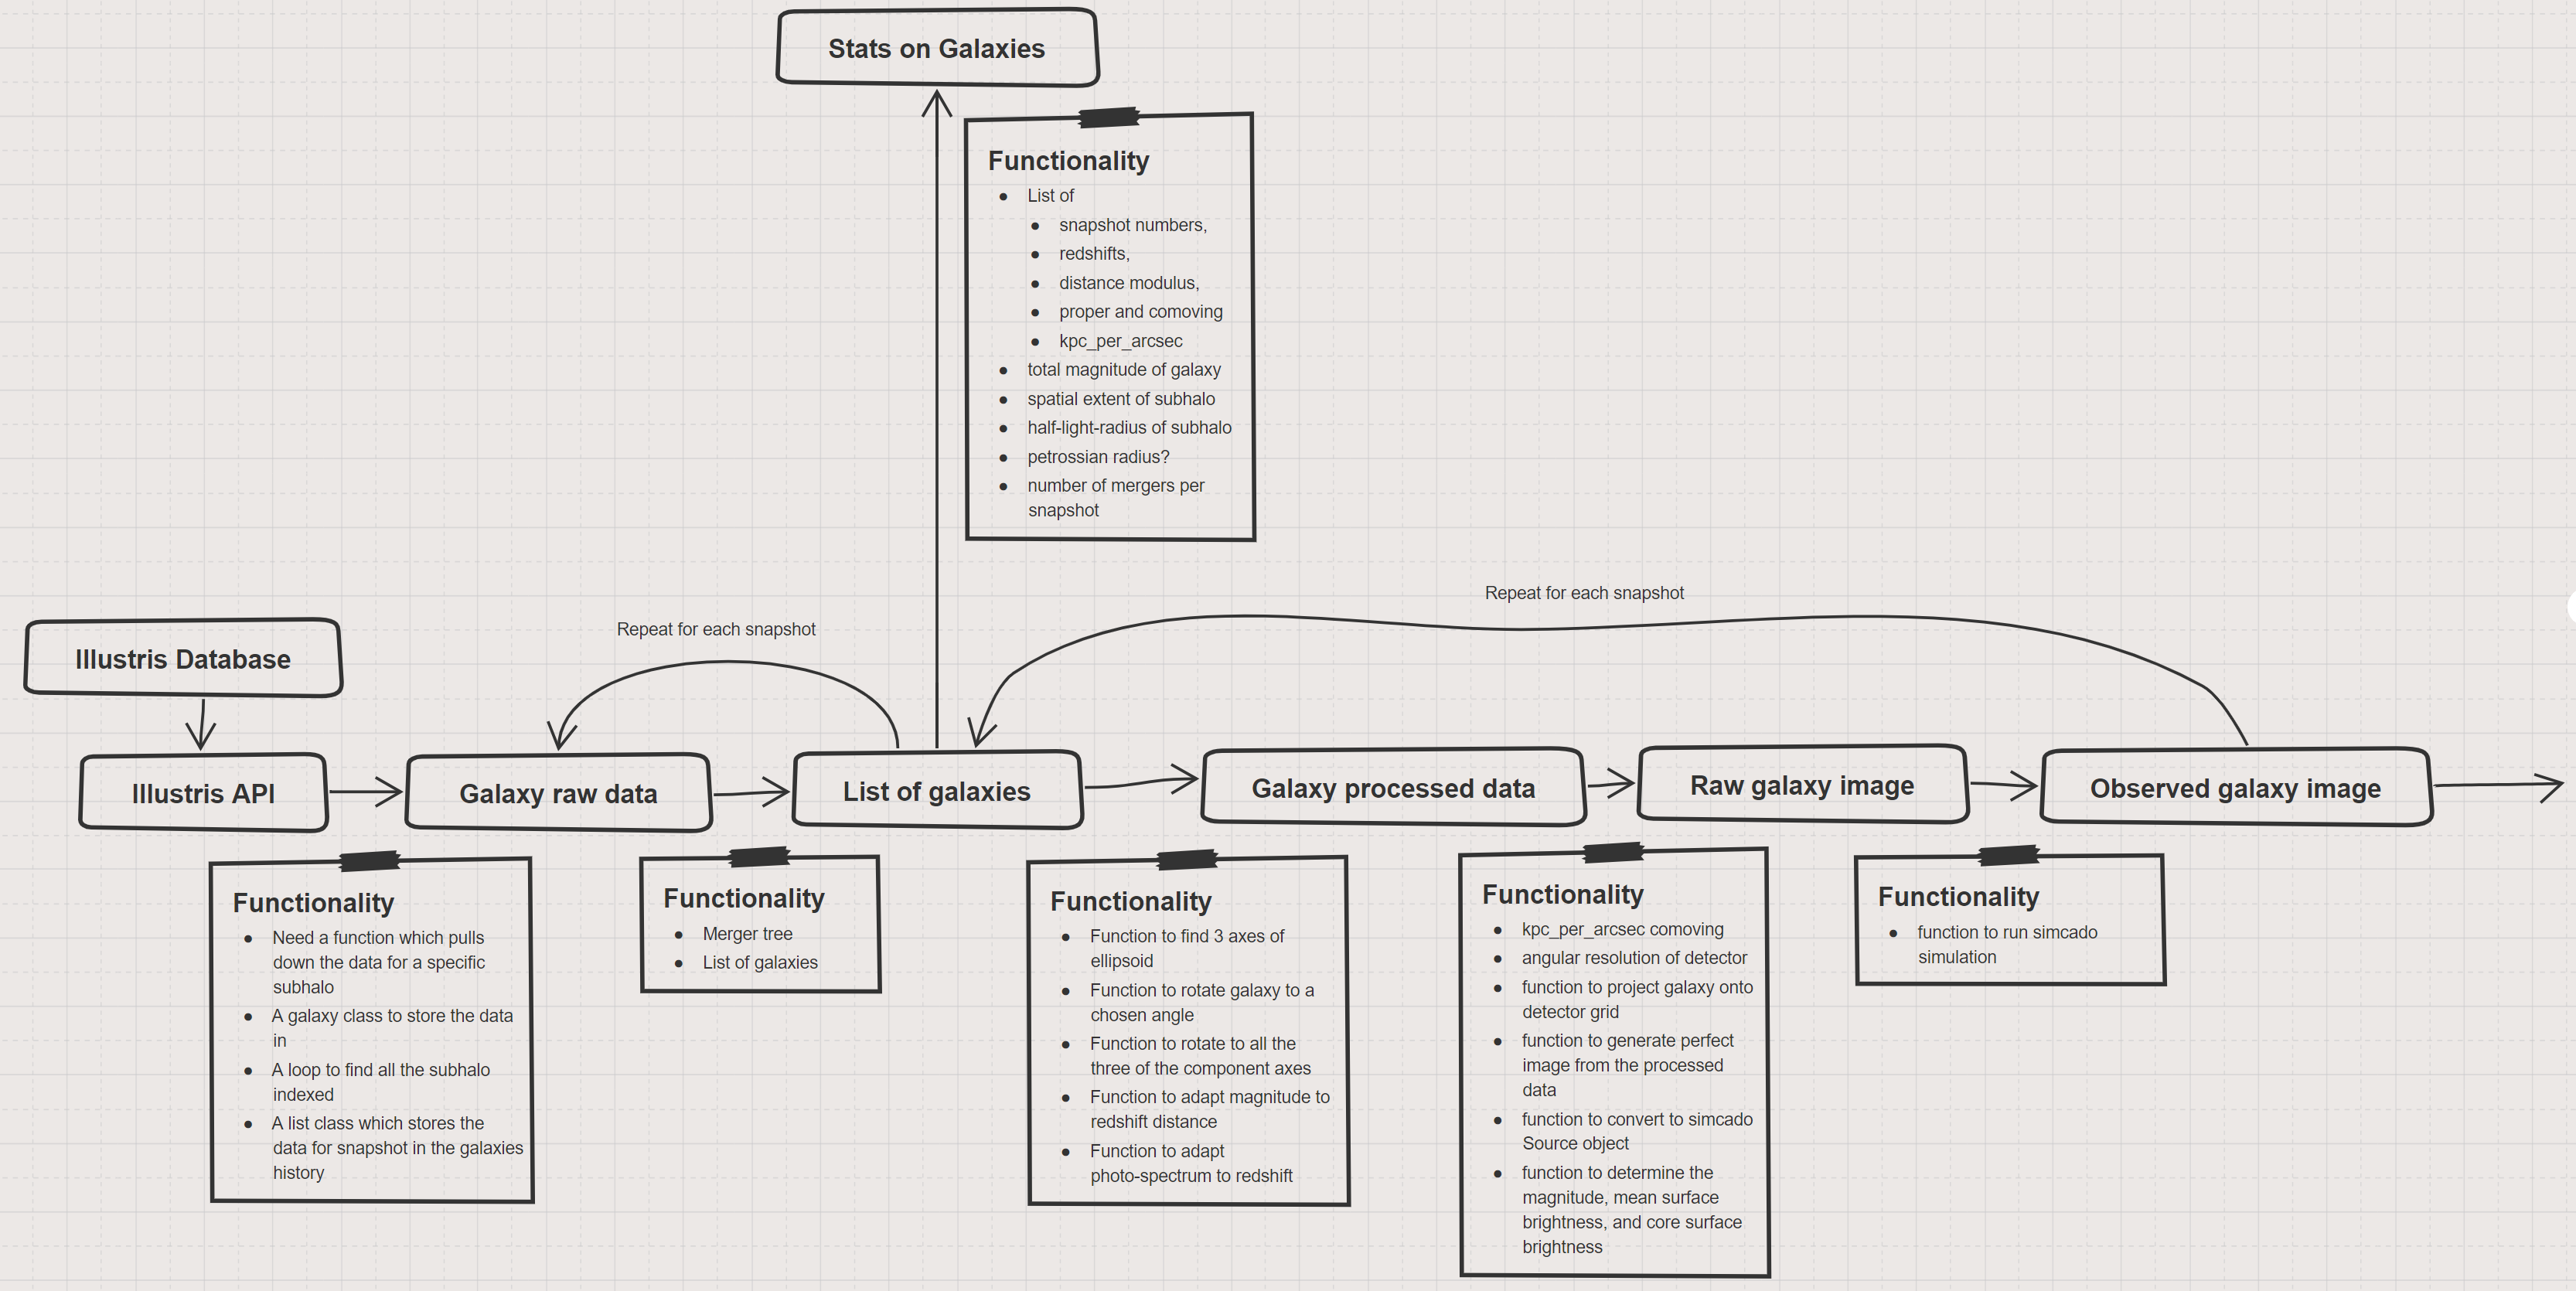 Stats on Galaxies
Functionality
List of
snapshot numbers,
redshifts,
distance modulus,
proper and comoving
kpc_per_arcsec
total magnitude of galaxy
spatial extent of subhalo
half-light-radius of subhalo
petrossian radius?
number of mergers per
snapshot
Repeat for each snapshot
Repeat for each snapshot
Illustris Database
Illustris API
Galaxy raw data
List of galaxies
Galaxy processed data
Raw galaxy image
Observed galaxy image
Functionality
Need a function which pulls
down the data for a specific
subhalo
A galaxy class to store the data
in
A loop to find all the subhalo
indexed
A list class which stores the
data for snapshot in the galaxies
history
Functionality
Merger tree
List of galaxies
Functionality
Function to find 3 axes of
ellipsoid
Function to rotate galaxy to a
chosen angle
Function to rotate to all the
three of the component axes
Function to adapt magnitude to
redshift distance
Function to adapt
photo-spectrum to redshift
Functionality
kpc_per_arcsec comoving
angular resolution of detector
function to project galaxy onto
detector grid
function to generate perfect
image from the processed
data
function to convert to simcado
Source object
function to determine the
magnitude, mean surface
brightness, and core surface
brightness
Functionality
function to run simcado
simulation